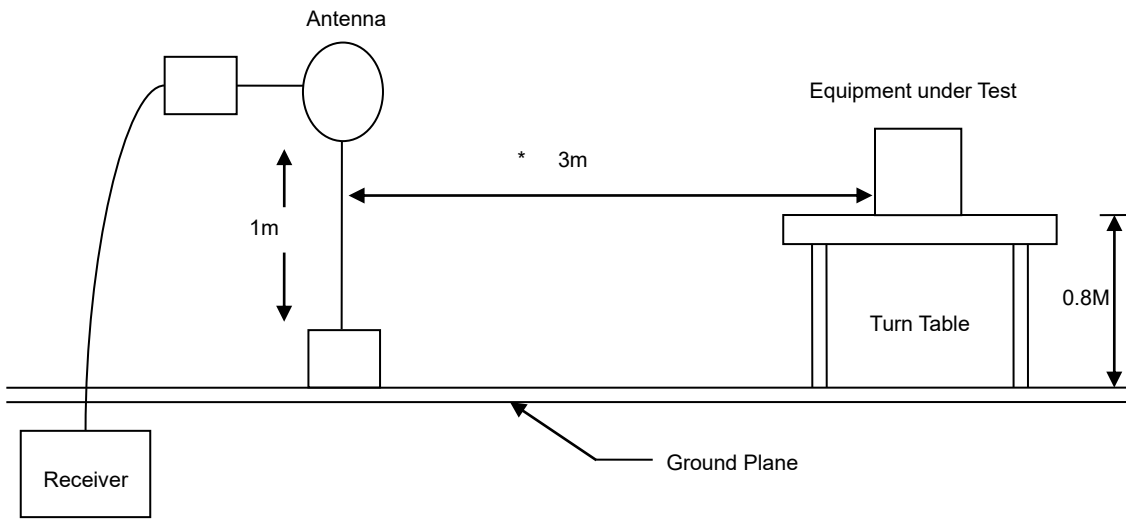 Antenna
Equipment under Test
* 3m
1m
0.8M
Turn Table
Ground Plane
Receiver